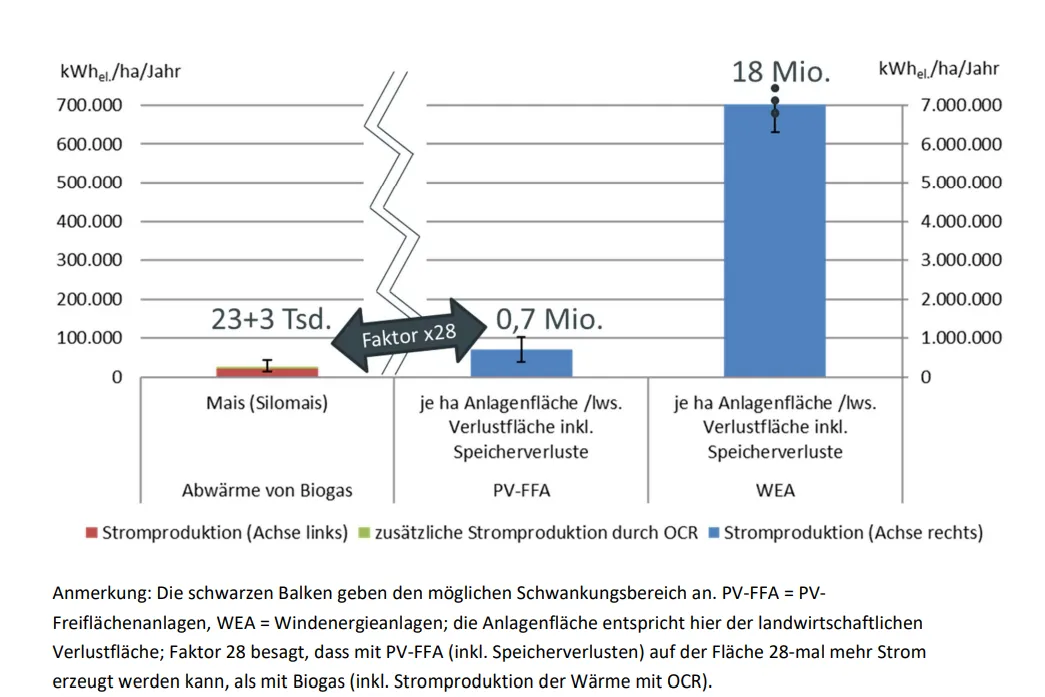 kWhel./ha/Jahr
18 Mio.
kWhel./ha/Jahr
700.000
7.000.000
600.000
6.000.000
500.000
5.000.000
400.000
4.000.000
300.000
3.000.000
200.000
2.000.000
23+3 Tsd.
Faktor x28
0,7 Mio.
100.000
1.000.000
0
0
Mais (Silomais)
je ha Anlagenfläche /lws.
Verlustfläche inkl.
Speicherverluste
je ha Anlagenfläche /lws.
Verlustfläche inkl.
Speicherverluste
Abwärme von Biogas
PV-FFA
WEA
Stromproduktion (Achse links)
zusätzliche Stromproduktion durch OCR
Stromproduktion (Achse rechts)
Anmerkung: Die schwarzen Balken geben den möglichen Schwankungsbereich an. PV-FFA = PV-
Freiflächenanlagen, WEA = Windenergieanlagen; die Anlagenfläche entspricht hier der landwirtschaftlichen
Verlustfläche; Faktor 28 besagt, dass mit PV-FFA (inkl. Speicherverlusten) auf der Fläche 28-mal mehr Strom
erzeugt werden kann, als mit Biogas (inkl. Stromproduktion der Wärme mit OCR).